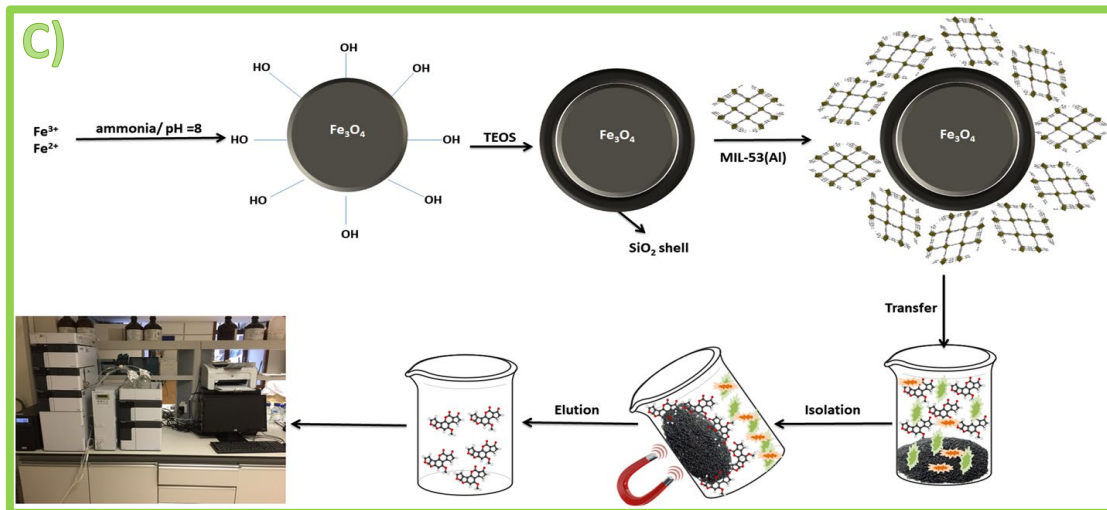 C)
Fe³⁺
Fe²⁺
ammonia/ pH =8
OH
HO
OH
HO
OH
HO
OH
HO
OH
Fe₃O₄
TEOS
Fe₃O₄
SiO₂ shell
MIL-53(Al)
Fe₃O₄
Transfer
Isolation
Elution